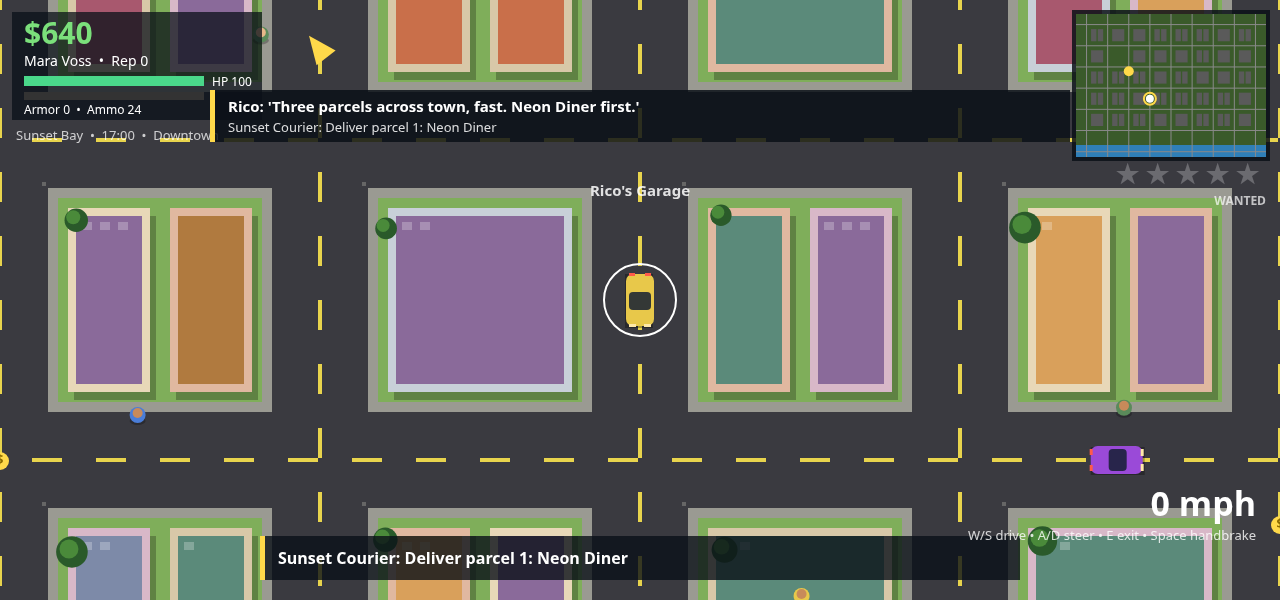 $640
Mara Voss • Rep 0
HP 100
Armor 0 • Ammo 24
Sunset Bay • 17:00 • Downtown
Rico: 'Three parcels across town, fast. Neon Diner first.'
Sunset Courier: Deliver parcel 1: Neon Diner
WANTED
Rico's Garage
0 mph
W/S drive • A/D steer • E exit • Space handbrake
Sunset Courier: Deliver parcel 1: Neon Diner